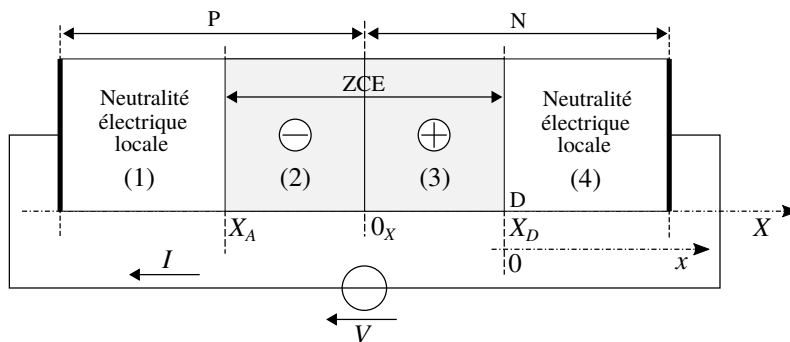 P
N
ZCE
Neutralité
électrique
locale
(1)
(2)
(3)
Neutralité
électrique
locale
(4)
D
X_A
0_X
X_D
X
0
x
I
V